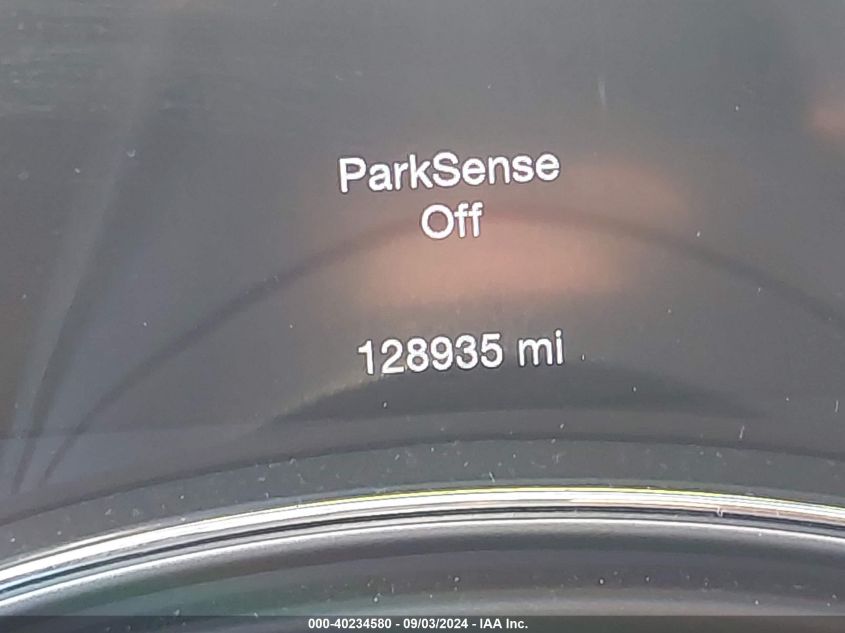 ParkSense
Off
128935 mi
000-40234580 - 09/03/2024 - IAA Inc.